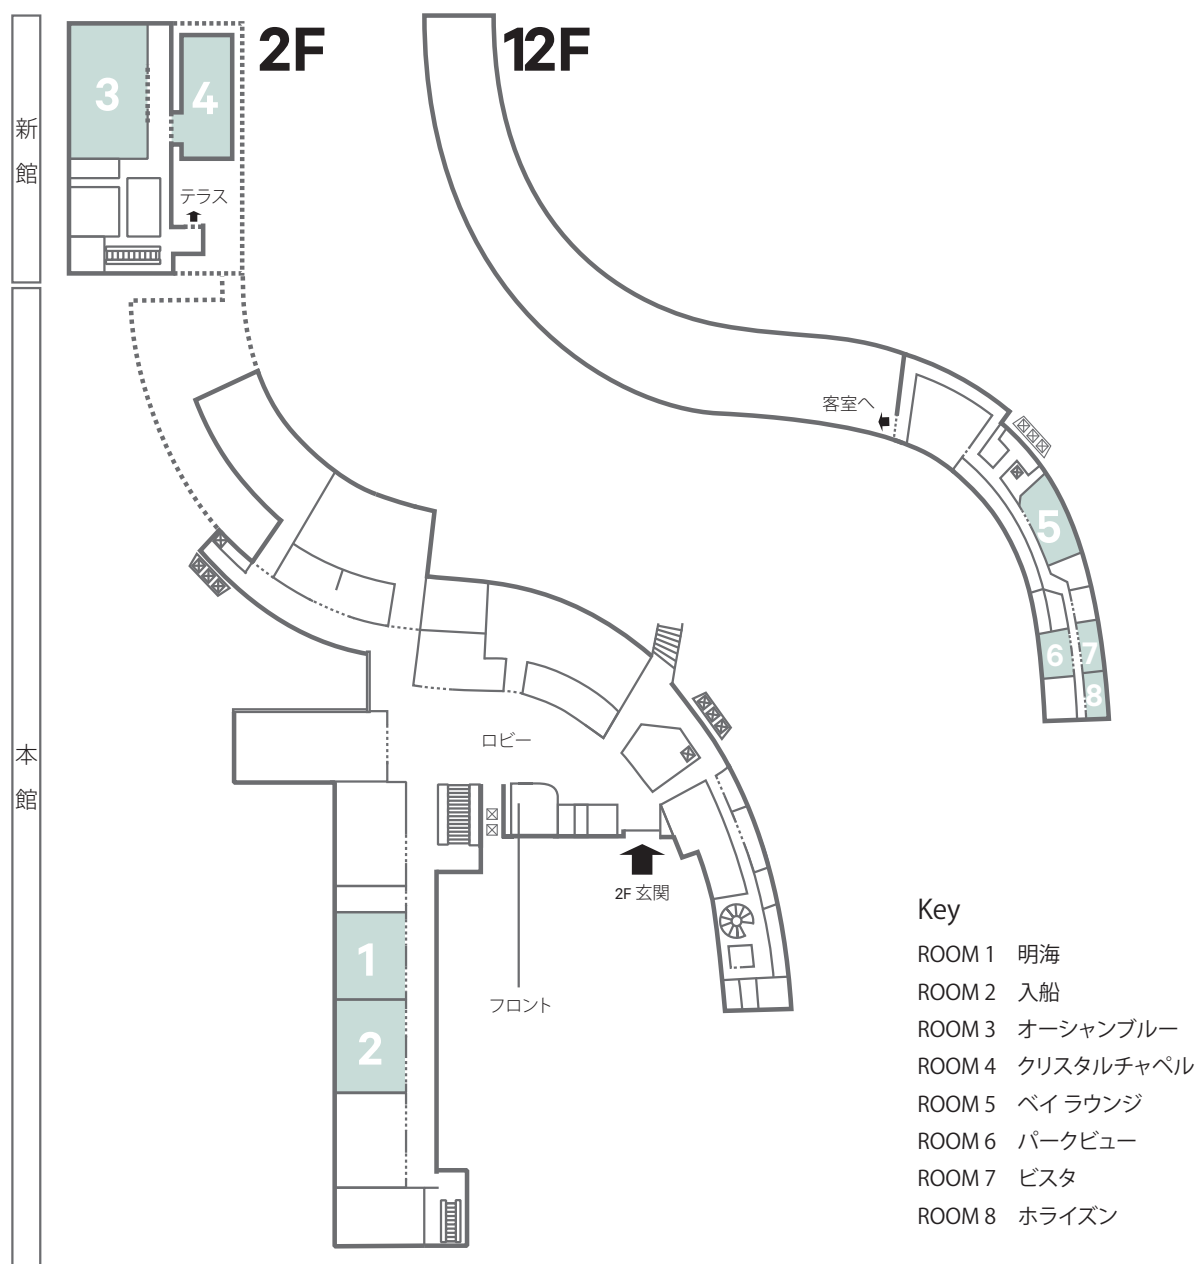 2F
12F
新館
3
4
テラス
客室へ
5
6
7
8
本館
ロビー
2F 玄関
1
2
フロント
Key
ROOM 1 明海
ROOM 2 入船
ROOM 3 オーシャンブルー
ROOM 4 クリスタルチャペル
ROOM 5 ベイ ラウンジ
ROOM 6 パークビュー
ROOM 7 ビスタ
ROOM 8 ホライズン